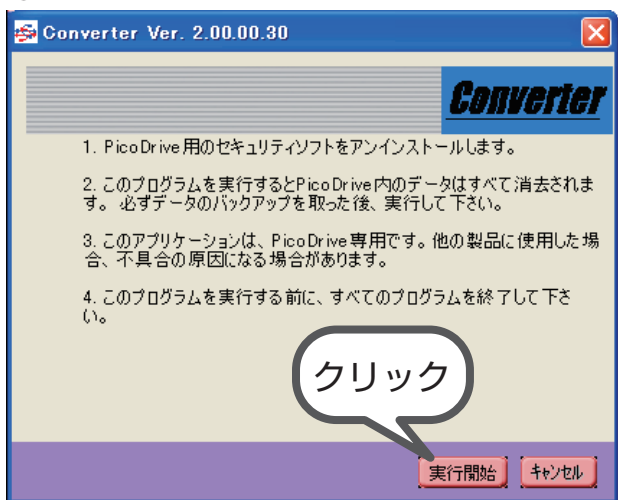 Converter Ver. 2.00.00.30
Converter
1. PicoDrive用のセキュリティソフトをアンインストールします。
2. このプログラムを実行するとPicoDrive内のデータはすべて消去されま
す。必ずデータのバックアップを取った後、実行して下さい。
3. このアプリケーションは、PicoDrive専用です。他の製品に使用した場
合、不具合の原因になる場合があります。
4. このプログラムを実行する前に、すべてのプログラムを終了して下さ
い。
クリック
実行開始 キャンセル